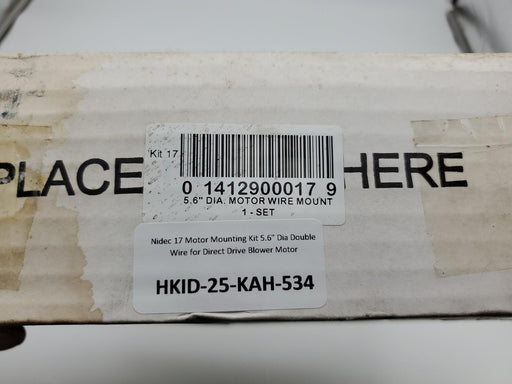 Kit 17
PLACE HERE
0 1412900017 9
5.6" DIA. MOTOR WIRE MOUNT
1 - SET
Nidec 17 Motor Mounting Kit 5.6" Dia Double
Wire for Direct Drive Blower Motor
HKID-25-KAH-534